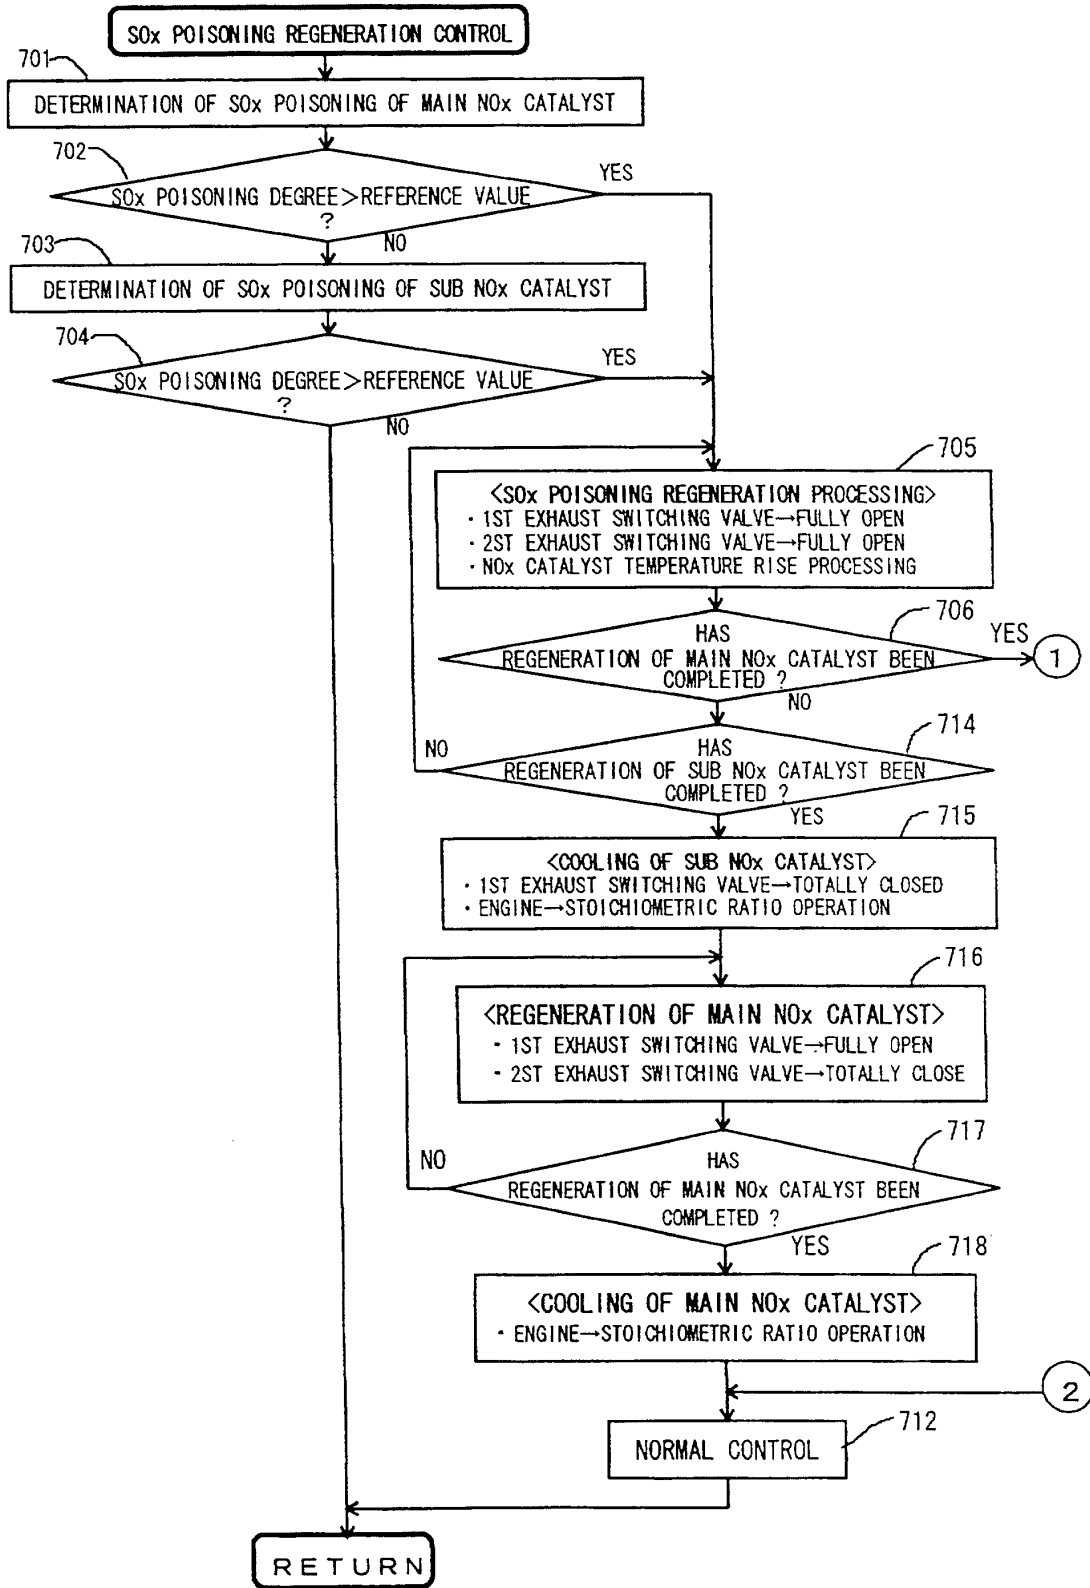 SOx POISONING REGENERATION CONTROL
701
DETERMINATION OF SOx POISONING OF MAIN NOx CATALYST
702
YES
SOx POISONING DEGREE>REFERENCE VALUE
?
NO
703
DETERMINATION OF SOx POISONING OF SUB NOx CATALYST
704
YES
SOx POISONING DEGREE>REFERENCE VALUE
?
NO
705
<SOx POISONING REGENERATION PROCESSING>
・1ST EXHAUST SWITCHING VALVE→FULLY OPEN
・2ST EXHAUST SWITCHING VALVE→FULLY OPEN
・NOx CATALYST TEMPERATURE RISE PROCESSING
706
HAS
REGENERATION OF MAIN NOx CATALYST BEEN
COMPLETED ?
YES
1
NO
714
HAS
REGENERATION OF SUB NOx CATALYST BEEN
COMPLETED ?
NO
YES
715
<COOLING OF SUB NOx CATALYST>
・1ST EXHAUST SWITCHING VALVE→TOTALLY CLOSED
・ENGINE→STOICHIOMETRIC RATIO OPERATION
716
<REGENERATION OF MAIN NOx CATALYST>
・1ST EXHAUST SWITCHING VALVE→FULLY OPEN
・2ST EXHAUST SWITCHING VALVE→TOTALLY CLOSE
717
NO
HAS
REGENERATION OF MAIN NOx CATALYST BEEN
COMPLETED ?
YES
718
<COOLING OF MAIN NOx CATALYST>
・ENGINE→STOICHIOMETRIC RATIO OPERATION
2
712
NORMAL CONTROL
RETURN